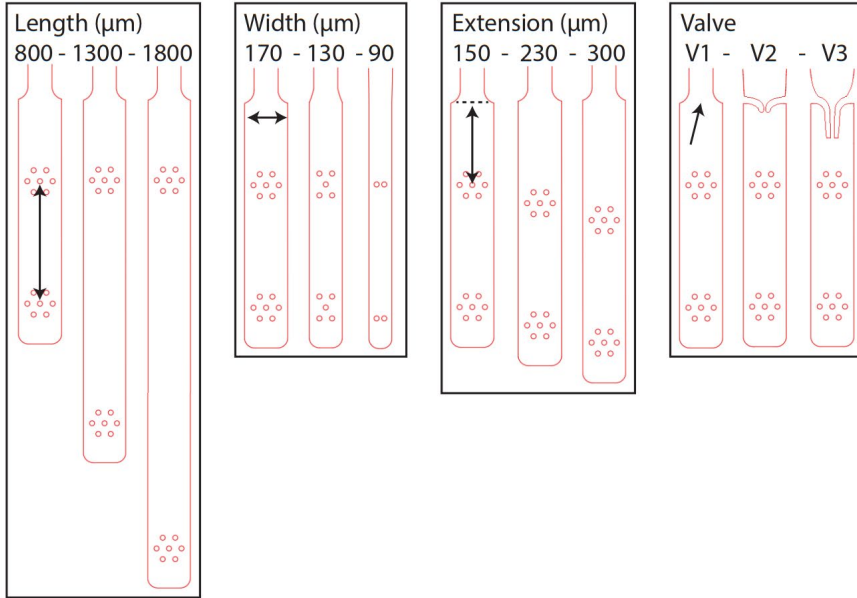 Length (µm)
800 - 1300 - 1800
Width (µm)
170 - 130 - 90
Extension (µm)
150 - 230 - 300
Valve
V1 - V2 - V3